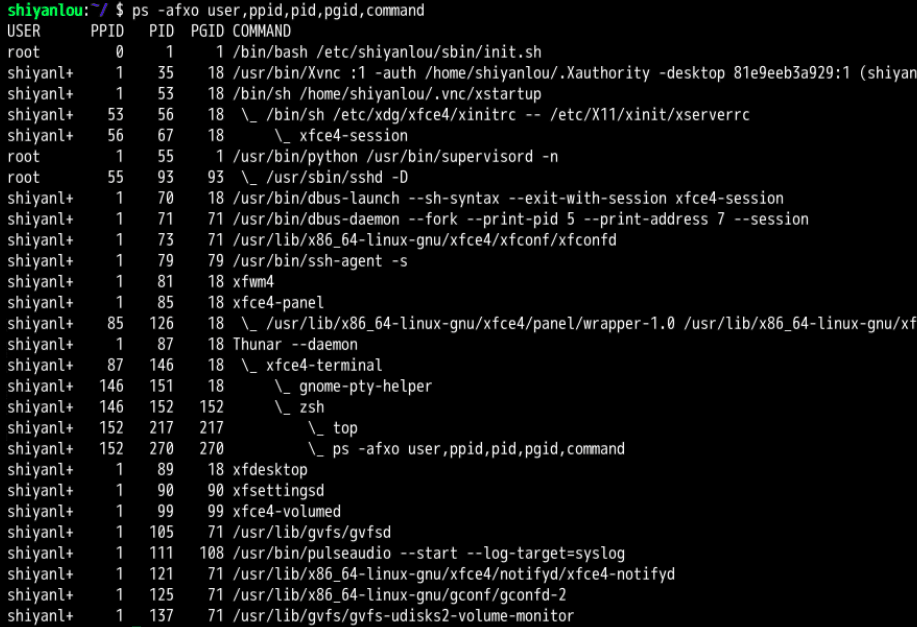 shiyanlou:~/ $ ps -afxo user,ppid,pid,pgid,command
USER PPID PID PGID COMMAND
root 0 1 1 /bin/bash /etc/shiyanlou/sbin/init.sh
shiyanl+ 1 35 18 /usr/bin/Xvnc :1 -auth /home/shiyanlou/.Xauthority -desktop 81e9eeb3a929:1 (shiyan
shiyanl+ 1 53 18 /bin/sh /home/shiyanlou/.vnc/xstartup
shiyanl+ 53 56 18 \_ /bin/sh /etc/xdg/xfce4/xinitrc -- /etc/X11/xinit/xserverrc
shiyanl+ 56 67 18 \_ xfce4-session
root 1 55 1 /usr/bin/python /usr/bin/supervisord -n
root 55 93 93 \_ /usr/sbin/sshd -D
shiyanl+ 1 70 18 /usr/bin/dbus-launch --sh-syntax --exit-with-session xfce4-session
shiyanl+ 1 71 71 /usr/bin/dbus-daemon --fork --print-pid 5 --print-address 7 --session
shiyanl+ 1 73 71 /usr/lib/x86_64-linux-gnu/xfce4/xfconf/xfconfd
shiyanl+ 1 79 79 /usr/bin/ssh-agent -s
shiyanl+ 1 81 18 xfwm4
shiyanl+ 1 85 18 xfce4-panel
shiyanl+ 85 126 18 \_ /usr/lib/x86_64-linux-gnu/xfce4/panel/wrapper-1.0 /usr/lib/x86_64-linux-gnu/xf
shiyanl+ 1 87 18 Thunar --daemon
shiyanl+ 87 146 18 \_ xfce4-terminal
shiyanl+ 146 151 18 \_ gnome-pty-helper
shiyanl+ 146 152 152 \_ zsh
shiyanl+ 152 217 217 \_ top
shiyanl+ 152 270 270 \_ ps -afxo user,ppid,pid,pgid,command
shiyanl+ 1 89 18 xfdesktop
shiyanl+ 1 90 90 xfsettingsd
shiyanl+ 1 99 99 xfce4-volumed
shiyanl+ 1 105 71 /usr/lib/gvfs/gvfsd
shiyanl+ 1 111 108 /usr/bin/pulseaudio --start --log-target=syslog
shiyanl+ 1 121 71 /usr/lib/x86_64-linux-gnu/xfce4/notifyd/xfce4-notifyd
shiyanl+ 1 125 71 /usr/lib/x86_64-linux-gnu/gconf/gconfd-2
shiyanl+ 1 137 71 /usr/lib/gvfs/gvfs-udisks2-volume-monitor